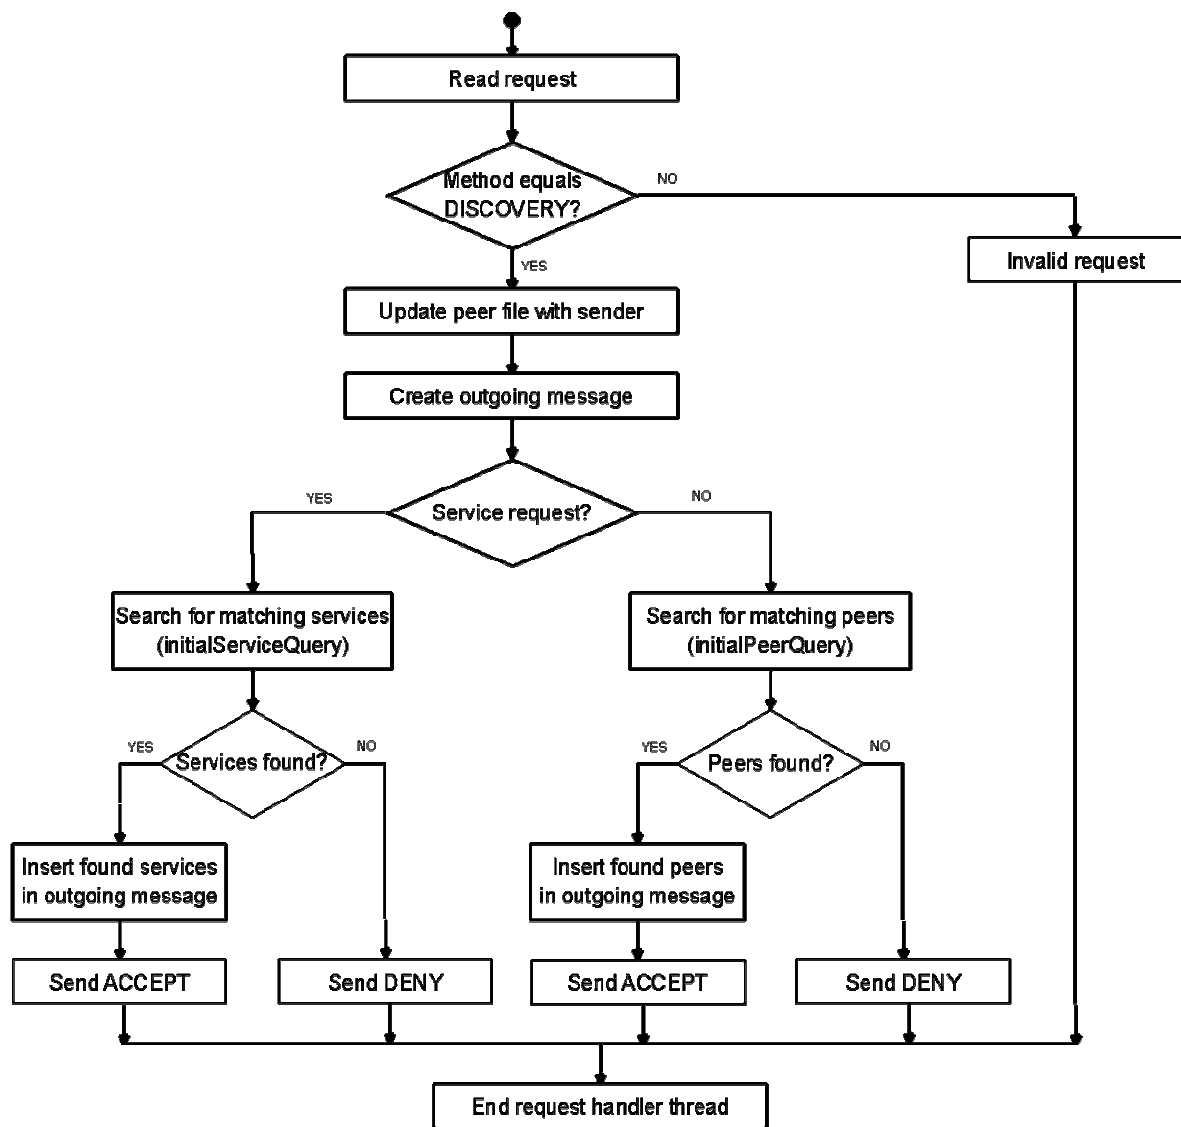 Read request
Method equals
DISCOVERY?
NO
Invalid request
YES
Update peer file with sender
Create outgoing message
YES
Service request?
NO
Search for matching services
(initialServiceQuery)
Search for matching peers
(initialPeerQuery)
YES
Services found?
NO
YES
Peers found?
NO
Insert found services
in outgoing message
Insert found peers
in outgoing message
Send ACCEPT
Send DENY
Send ACCEPT
Send DENY
End request handler thread